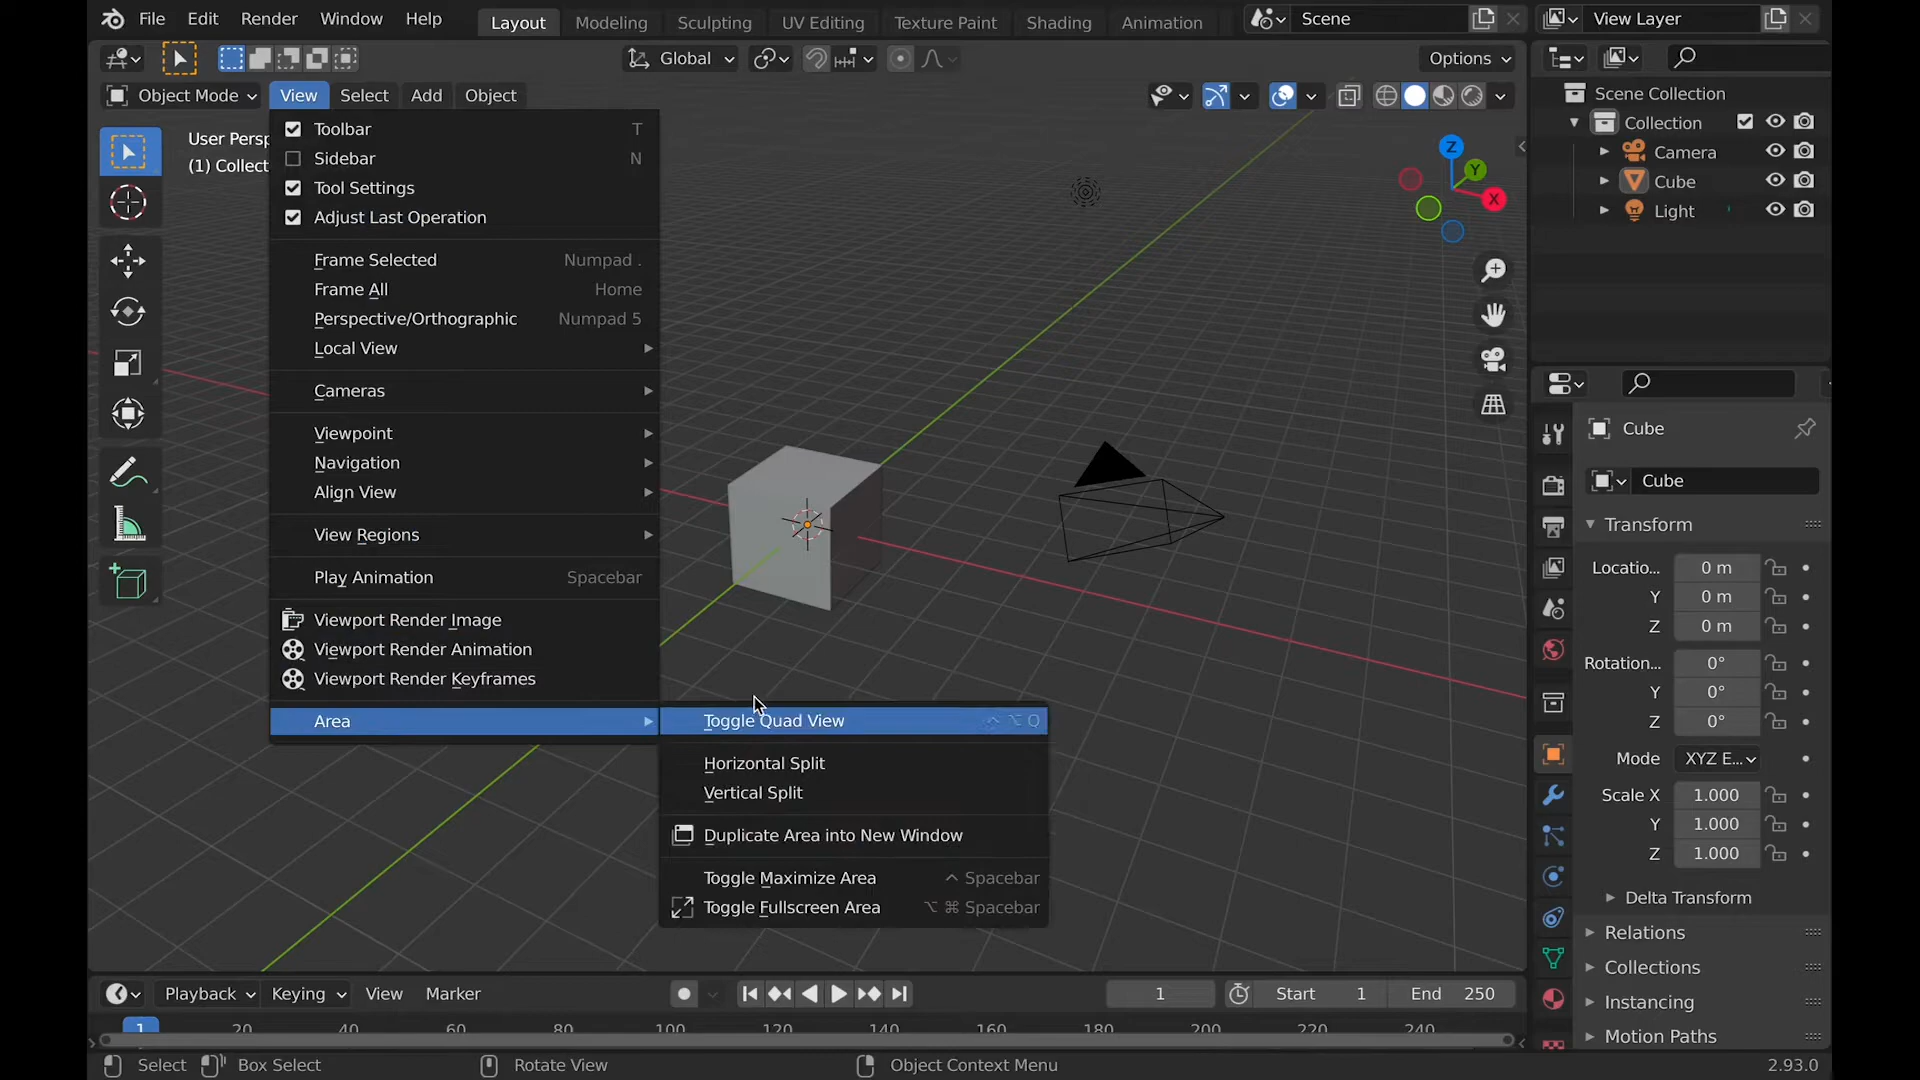 File Edit Render Window Help Layout Modeling Sculpting UV Editing Texture Paint Shading Animation Scene View Layer
Global Options
Object Mode View Select Add Object
User Persp
(1) Collect
Toolbar T
Sidebar N
Tool Settings
Adjust Last Operation
Frame Selected Numpad .
Frame All Home
Perspective/Orthographic Numpad 5
Local View
Cameras
Viewpoint
Navigation
Align View
View Regions
Play Animation Spacebar
Viewport Render Image
Viewport Render Animation
Viewport Render Keyframes
Area
Toggle Quad View ^ ⌥ Q
Horizontal Split
Vertical Split
Duplicate Area into New Window
Toggle Maximize Area ^ Spacebar
Toggle Fullscreen Area ⌥ ⌘ Spacebar
Z
Y
X
Scene Collection
Collection
Camera
Cube
Light
Cube
Cube
Transform
Locatio... 0 m
Y 0 m
Z 0 m
Rotation... 0°
Y 0°
Z 0°
Mode XYZ E...
Scale X 1.000
Y 1.000
Z 1.000
Delta Transform
Relations
Collections
Instancing
Motion Paths
Playback Keying View Marker 1 Start 1 End 250
1 20 40 60 80 100 120 140 160 180 200 220 240
Select Box Select Rotate View Object Context Menu 2.93.0